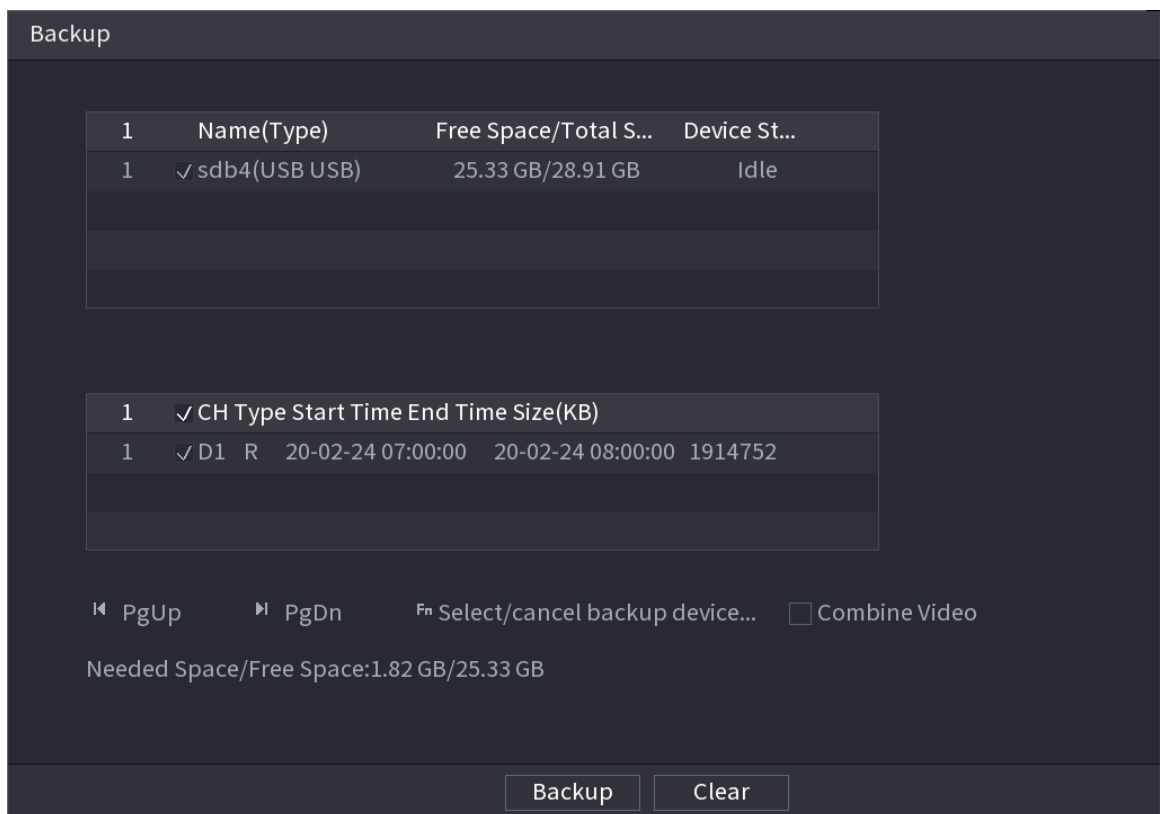 Backup
1 Name(Type) Free Space/Total S... Device St...
1 sdb4(USB USB) 25.33 GB/28.91 GB Idle
1 CH Type Start Time End Time Size(KB)
1 D1 R 20-02-24 07:00:00 20-02-24 08:00:00 1914752
PgUp PgDn Fn Select/cancel backup device... Combine Video
Needed Space/Free Space:1.82 GB/25.33 GB
Backup Clear